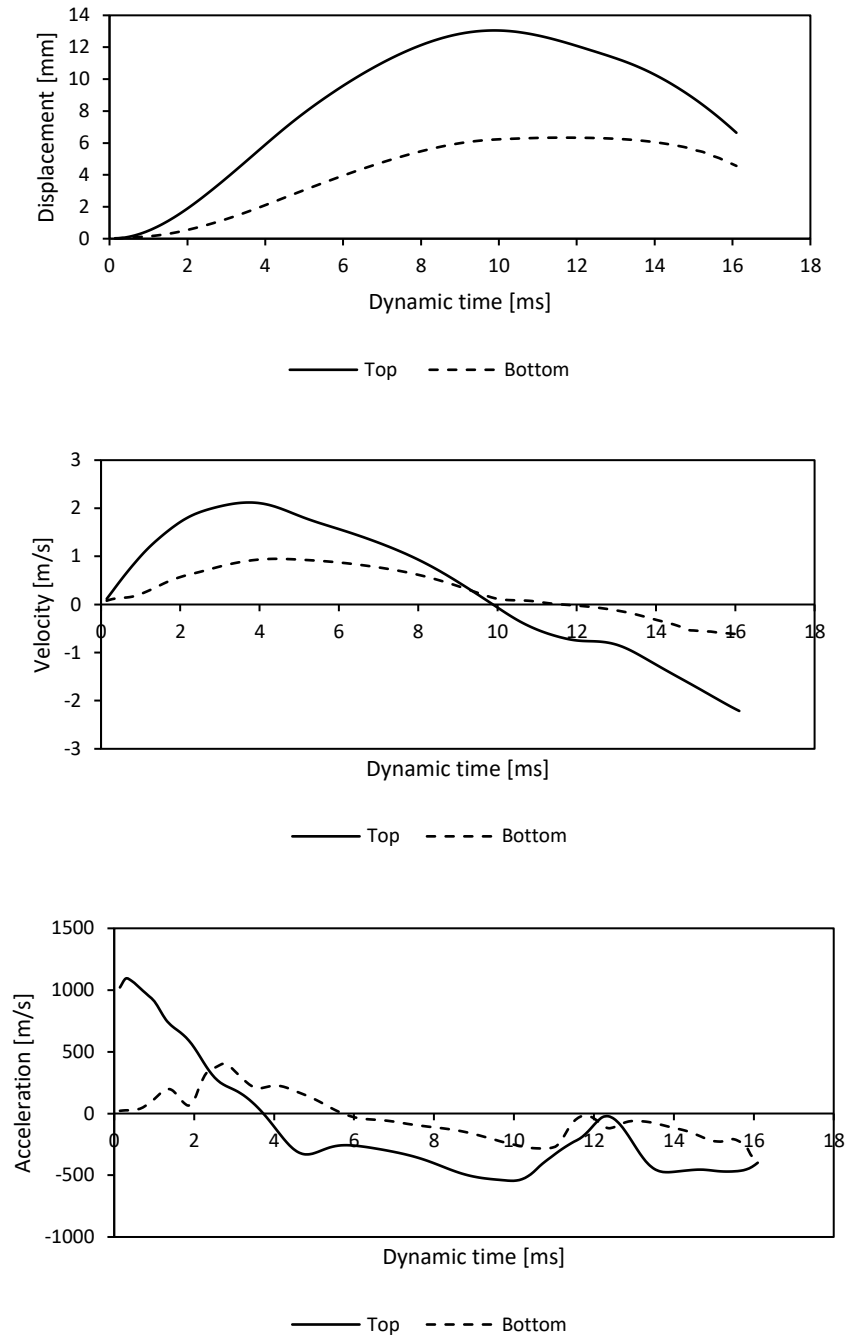 14
12
10
8
6
4
2
0
Displacement [mm]
0 2 4 6 8 10 12 14 16 18
Dynamic time [ms]
Top Bottom
3
2
1
0
-1
-2
-3
Velocity [m/s]
0 2 4 6 8 10 12 14 16 18
Dynamic time [ms]
Top Bottom
1500
1000
500
0
-500
-1000
Acceleration [m/s]
0 2 4 6 8 10 12 14 16 18
Dynamic time [ms]
Top Bottom